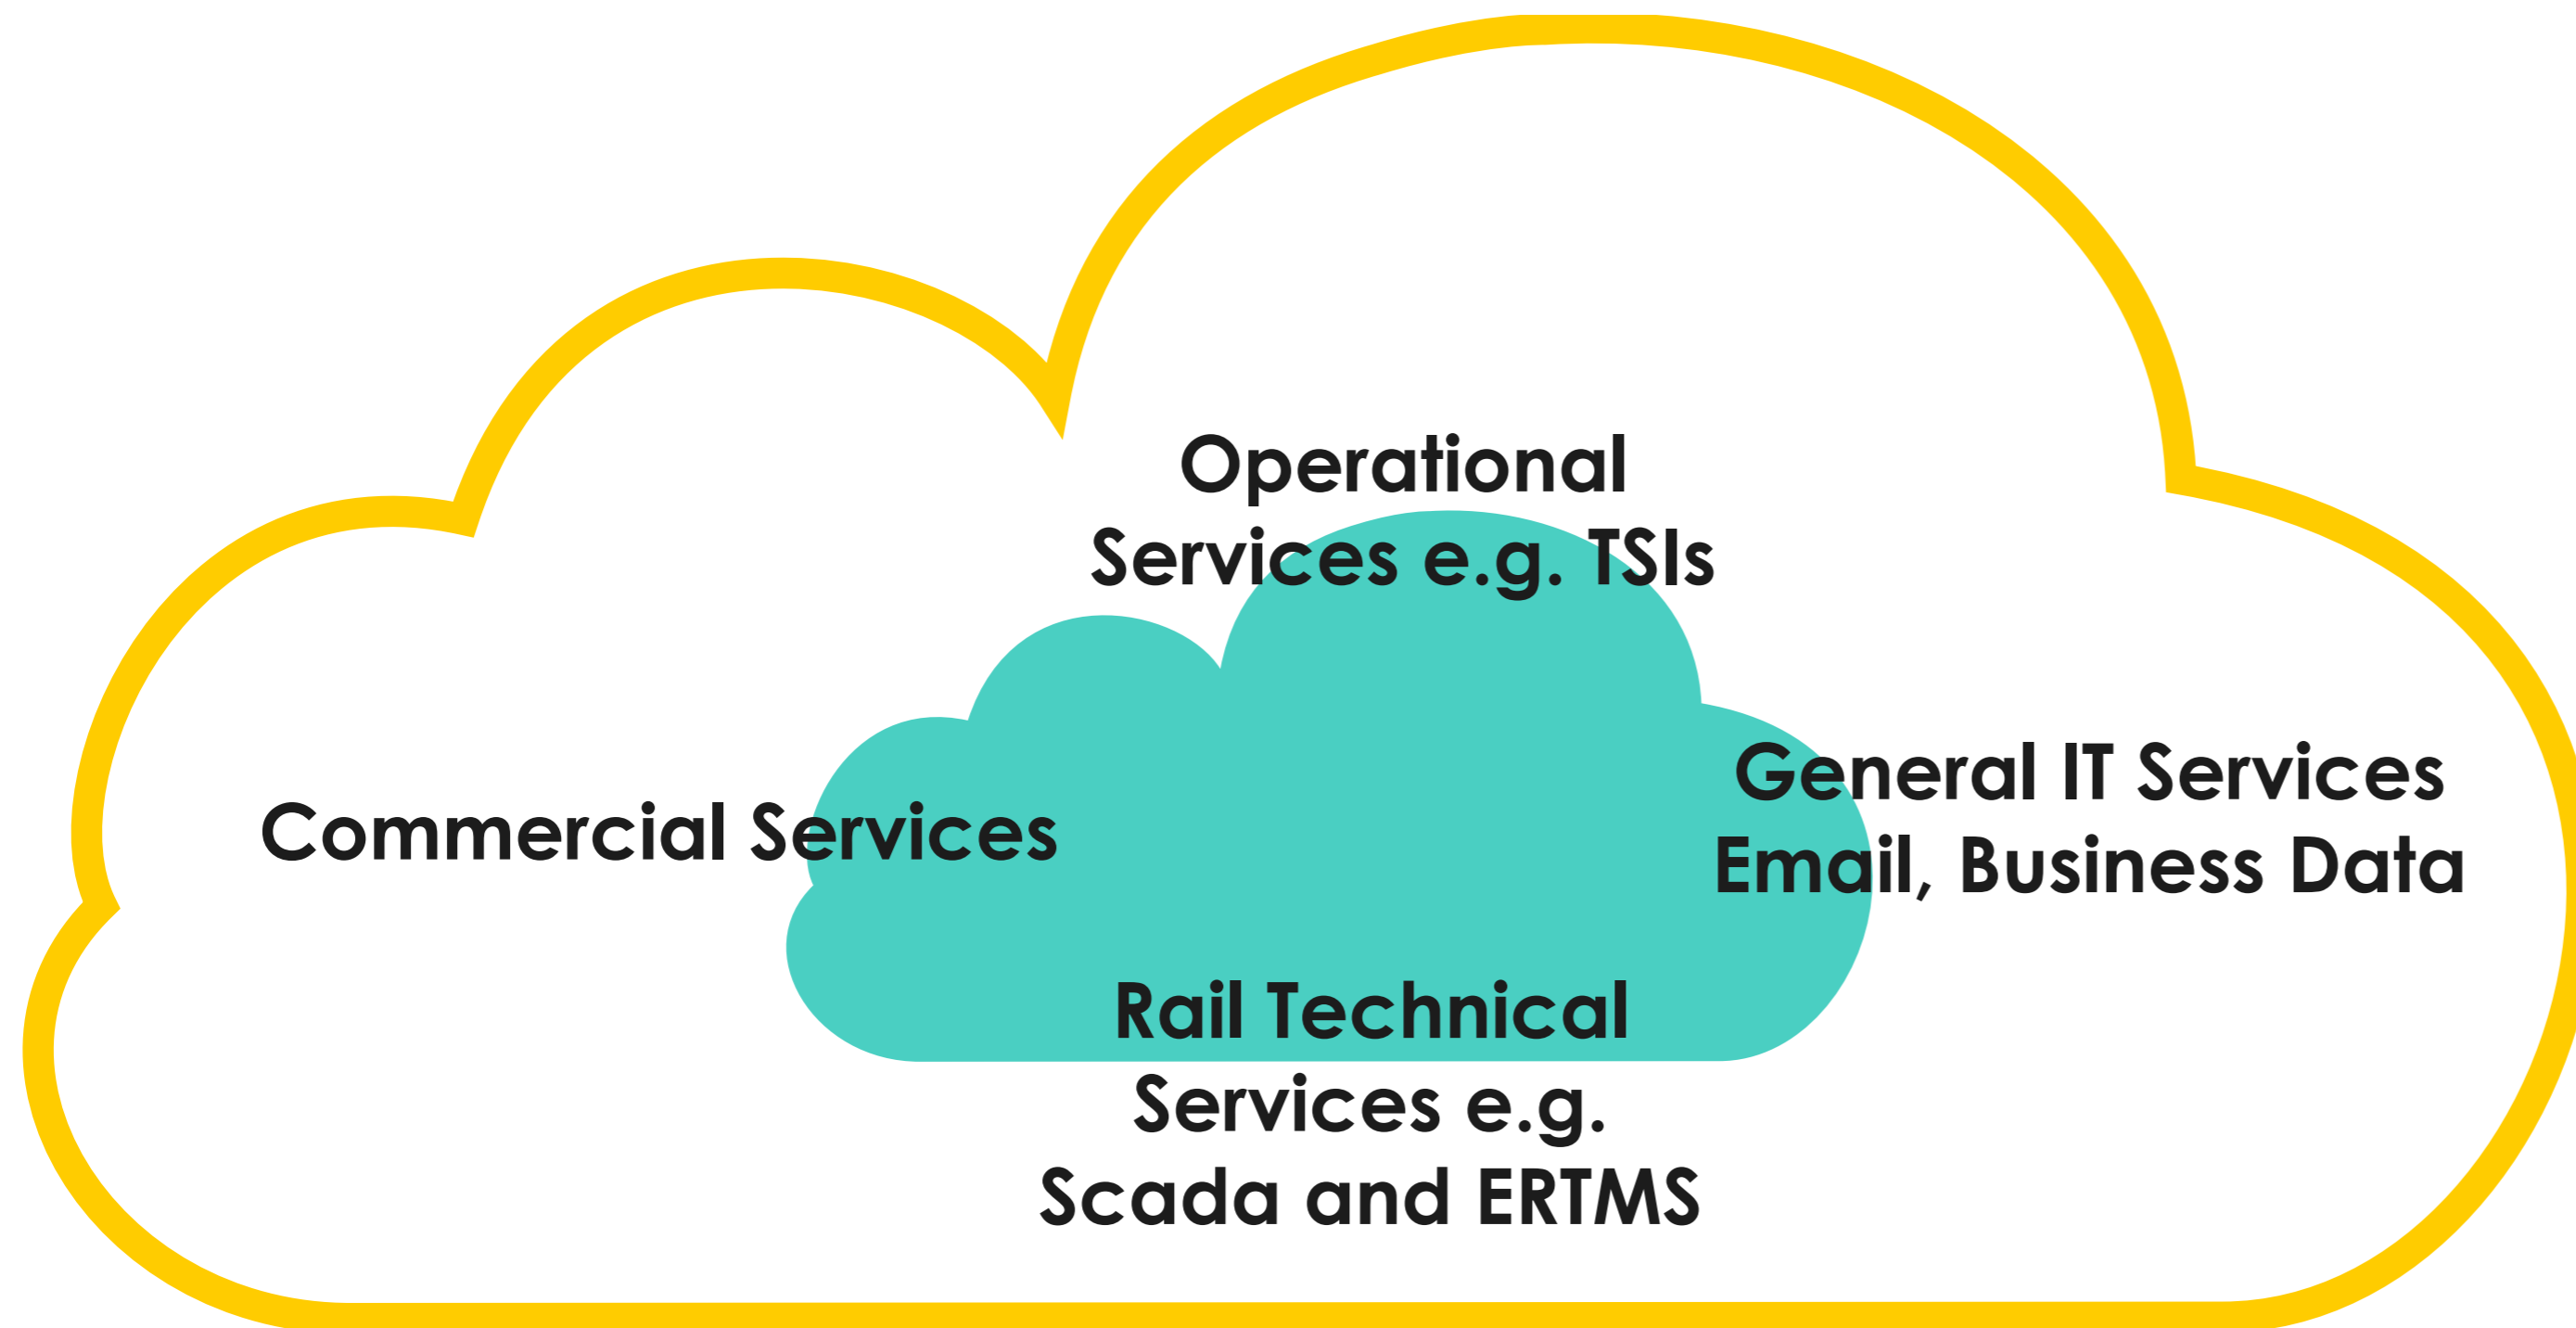 Operational
Services e.g. TSIs
General IT Services
Email, Business Data
Commercial Services
Rail Technical
Services e.g.
Scada and ERTMS